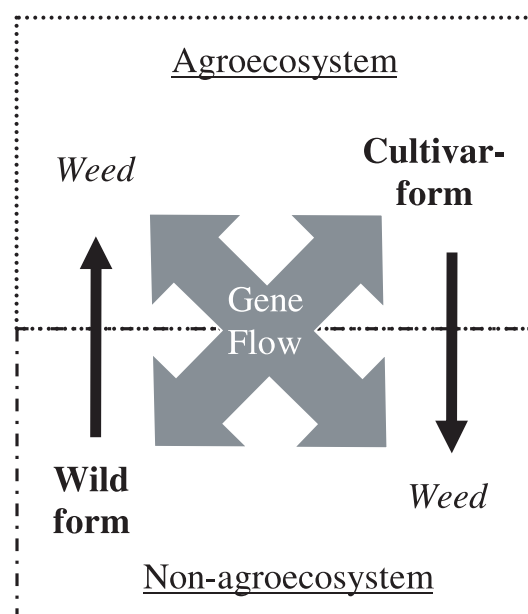 Agroecosystem
Cultivar-
form
Weed
Gene
Flow
Wild
form
Weed
Non-agroecosystem